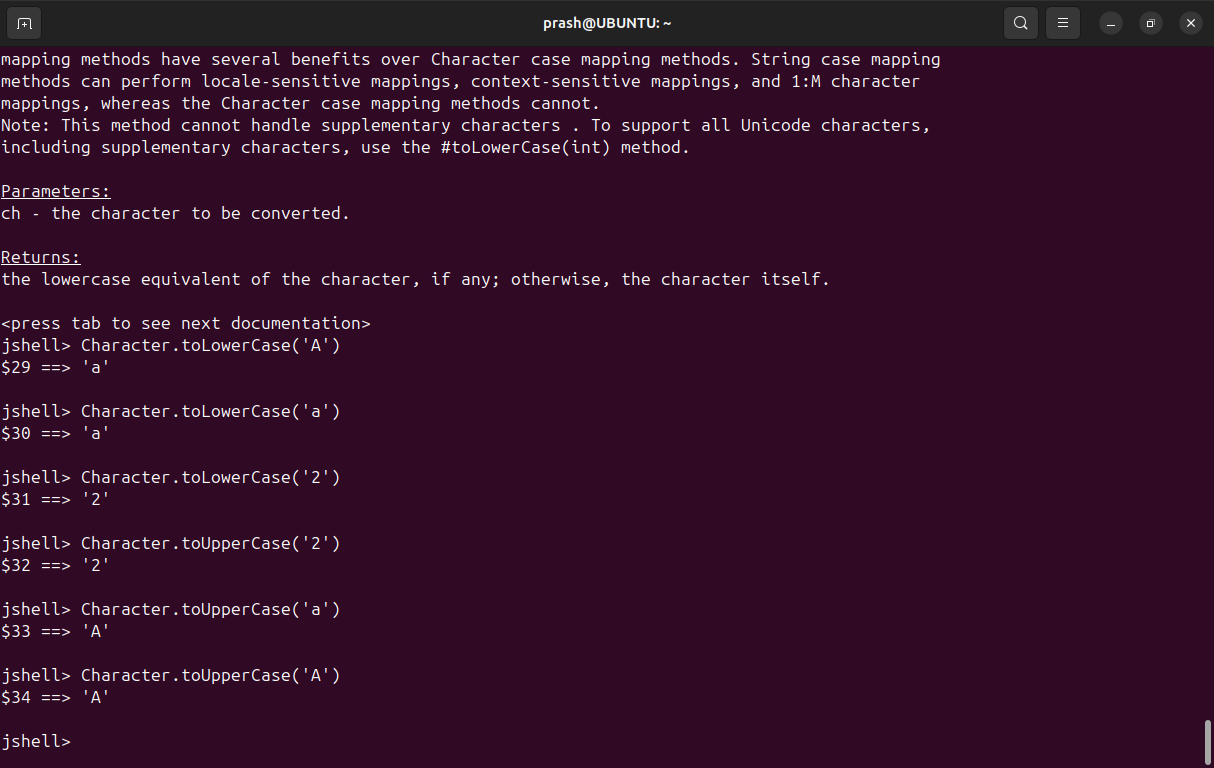 prash@UBUNTU: ~
mapping methods have several benefits over Character case mapping methods. String case mapping
methods can perform locale-sensitive mappings, context-sensitive mappings, and 1:M character
mappings, whereas the Character case mapping methods cannot.
Note: This method cannot handle supplementary characters . To support all Unicode characters,
including supplementary characters, use the #toLowerCase(int) method.
Parameters:
ch - the character to be converted.
Returns:
the lowercase equivalent of the character, if any; otherwise, the character itself.
<press tab to see next documentation>
jshell> Character.toLowerCase('A')
$29 ==> 'a'
jshell> Character.toLowerCase('a')
$30 ==> 'a'
jshell> Character.toLowerCase('2')
$31 ==> '2'
jshell> Character.toUpperCase('2')
$32 ==> '2'
jshell> Character.toUpperCase('a')
$33 ==> 'A'
jshell> Character.toUpperCase('A')
$34 ==> 'A'
jshell>